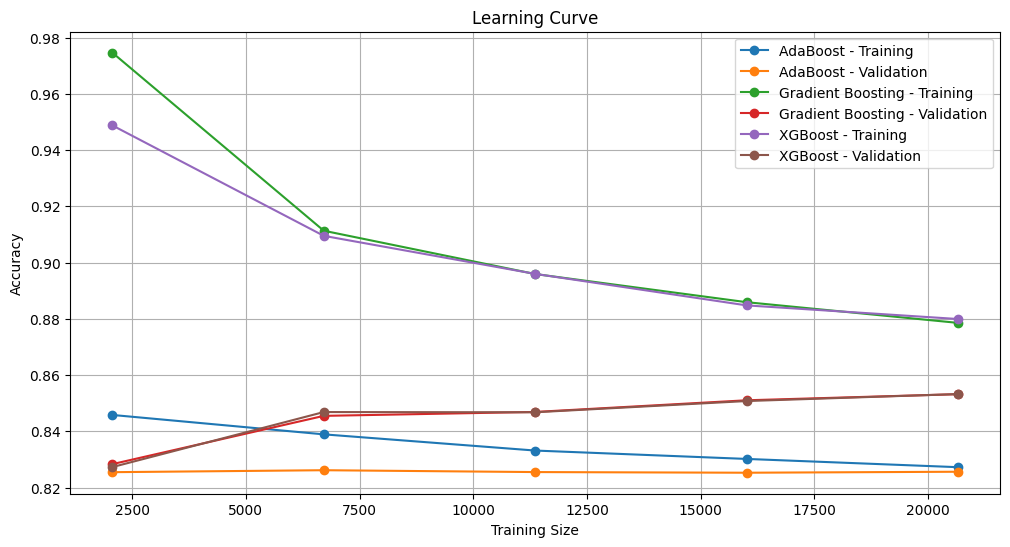 Learning Curve
Accuracy
0.98
0.96
0.94
0.92
0.90
0.88
0.86
0.84
0.82
AdaBoost - Training
AdaBoost - Validation
Gradient Boosting - Training
Gradient Boosting - Validation
XGBoost - Training
XGBoost - Validation
2500
5000
7500
10000
12500
15000
17500
20000
Training Size